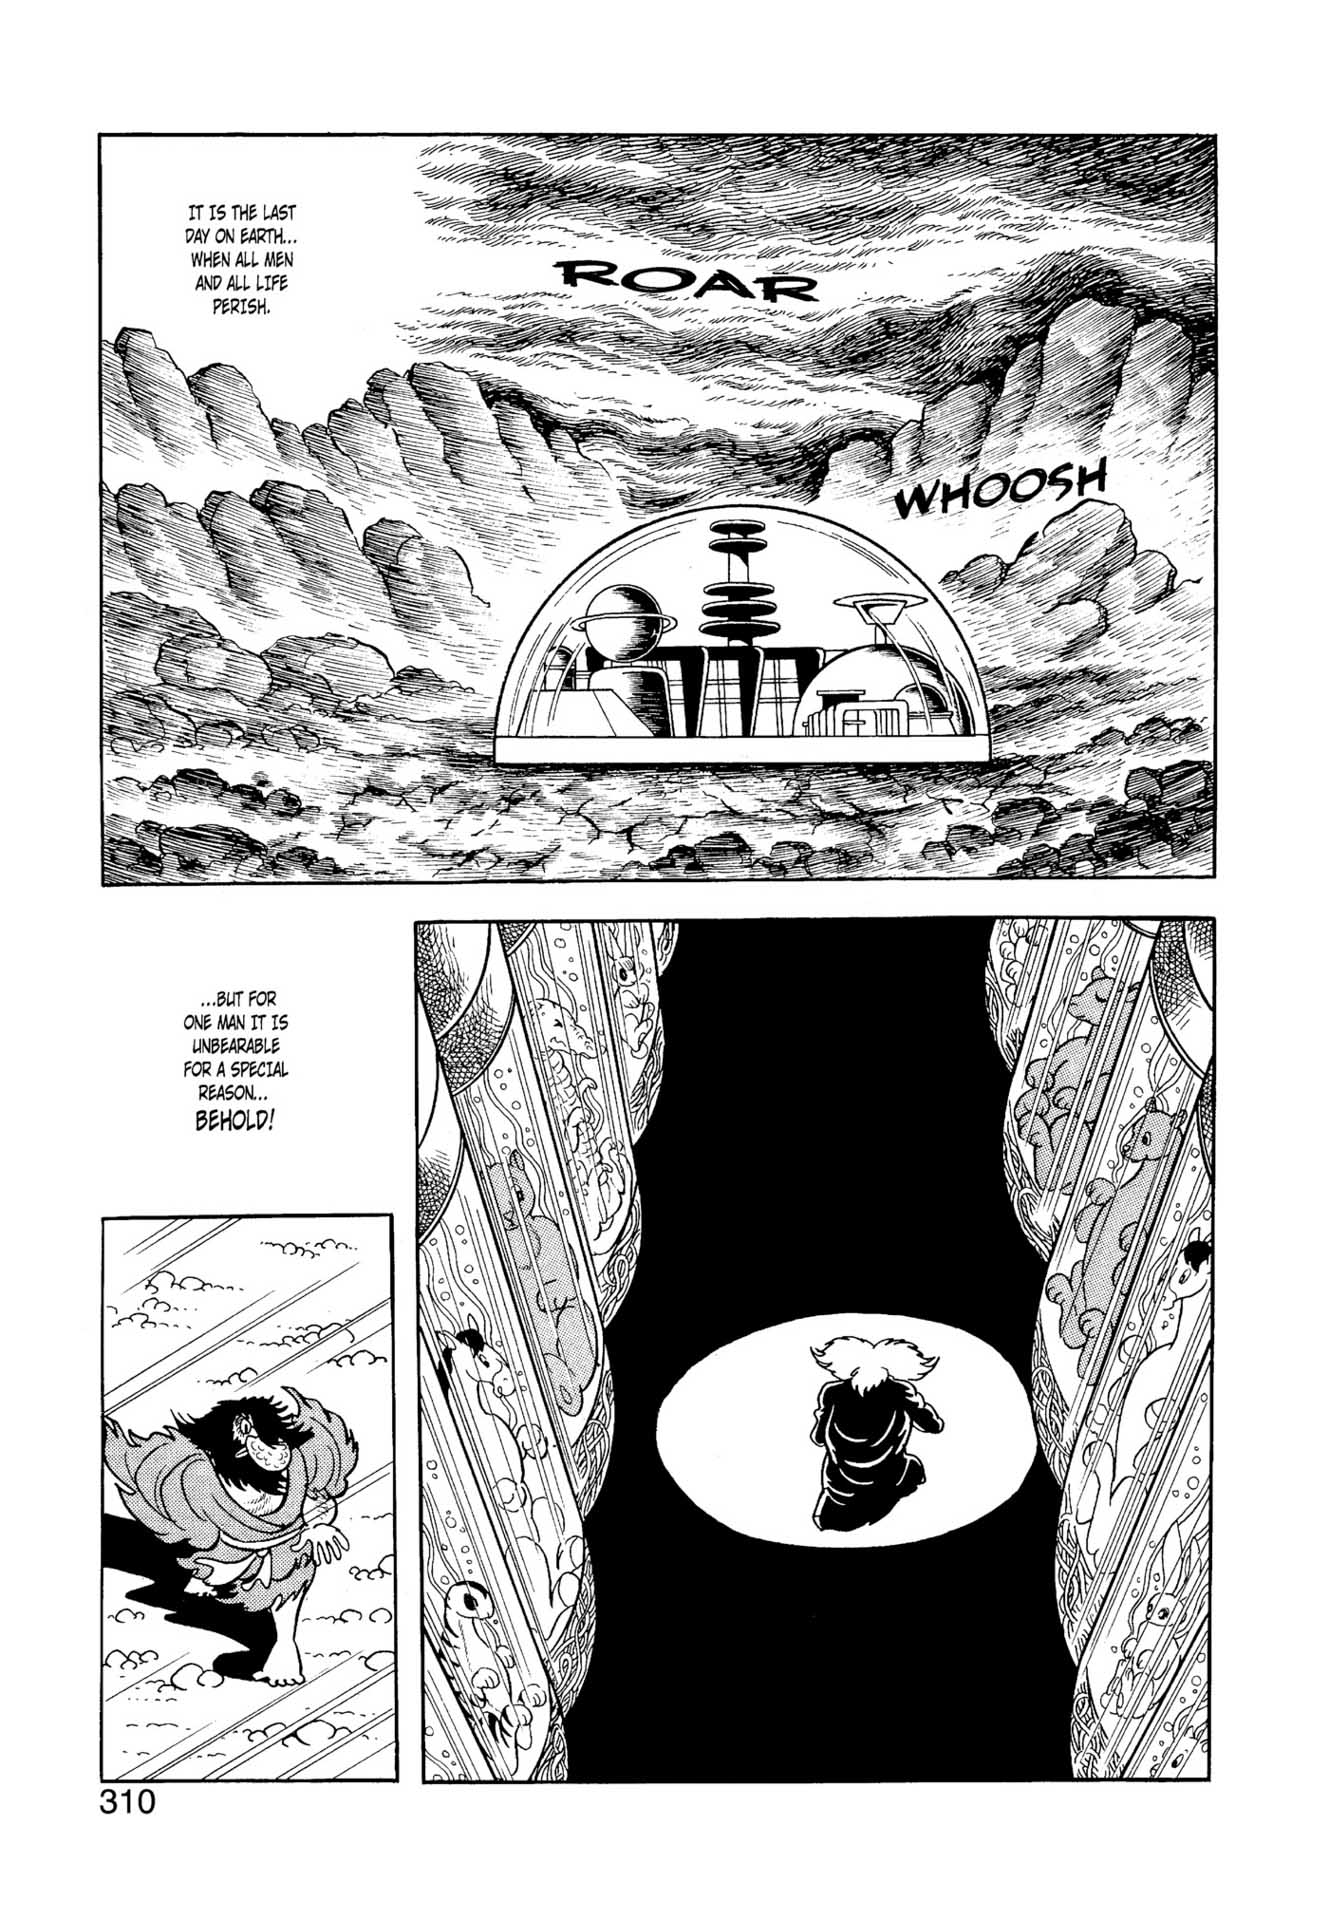 IT IS THE LAST
DAY ON EARTH...
WHEN ALL MEN
AND ALL LIFE
PERISH.
ROAR
WHOOSH
...BUT FOR
ONE MAN IT IS
UNBEARABLE
FOR A SPECIAL
REASON...
BEHOLD!
310